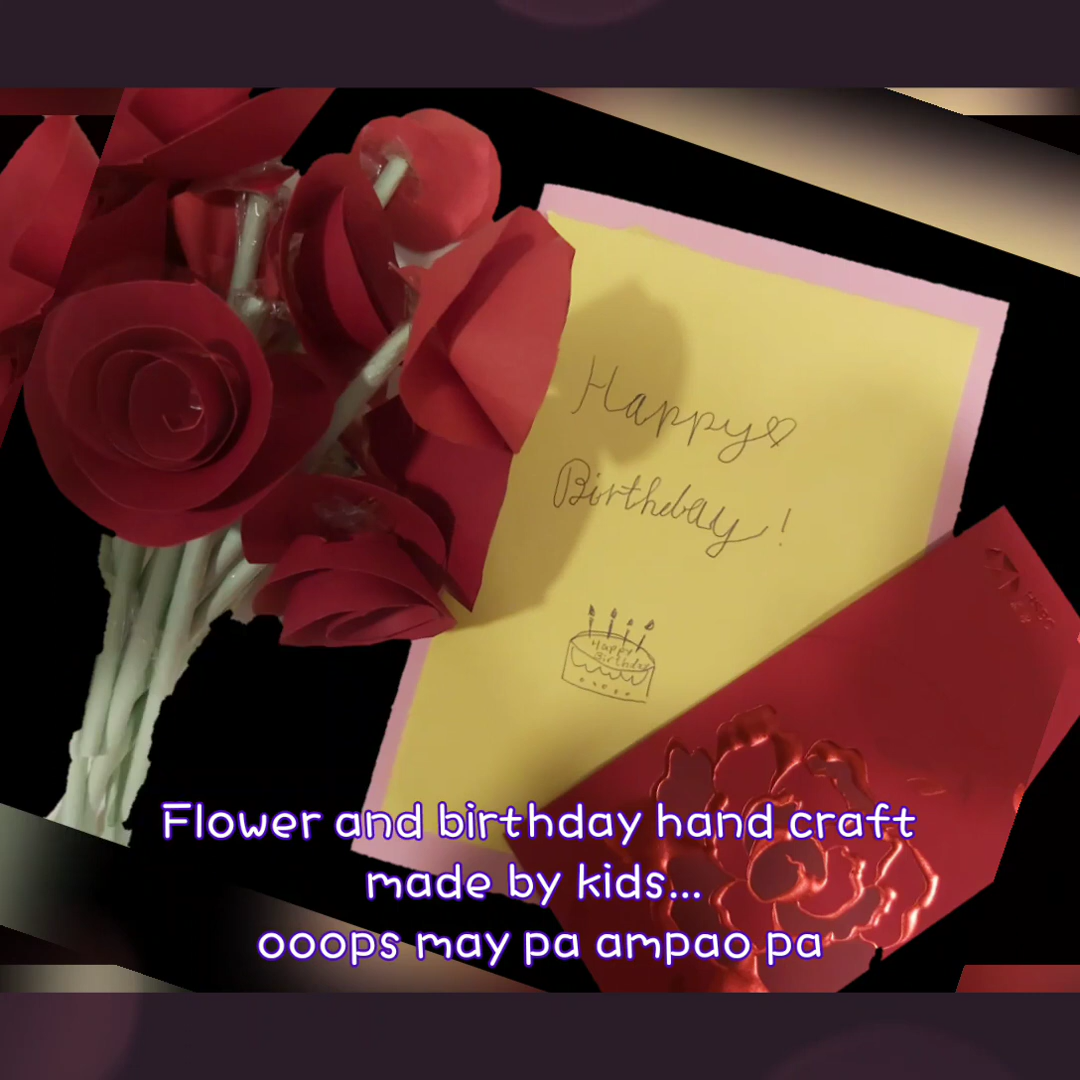 Happy
Birthday!
Happy
Birthday
Flower and birthday hand craft
made by kids...
ooops may pa ampao pa